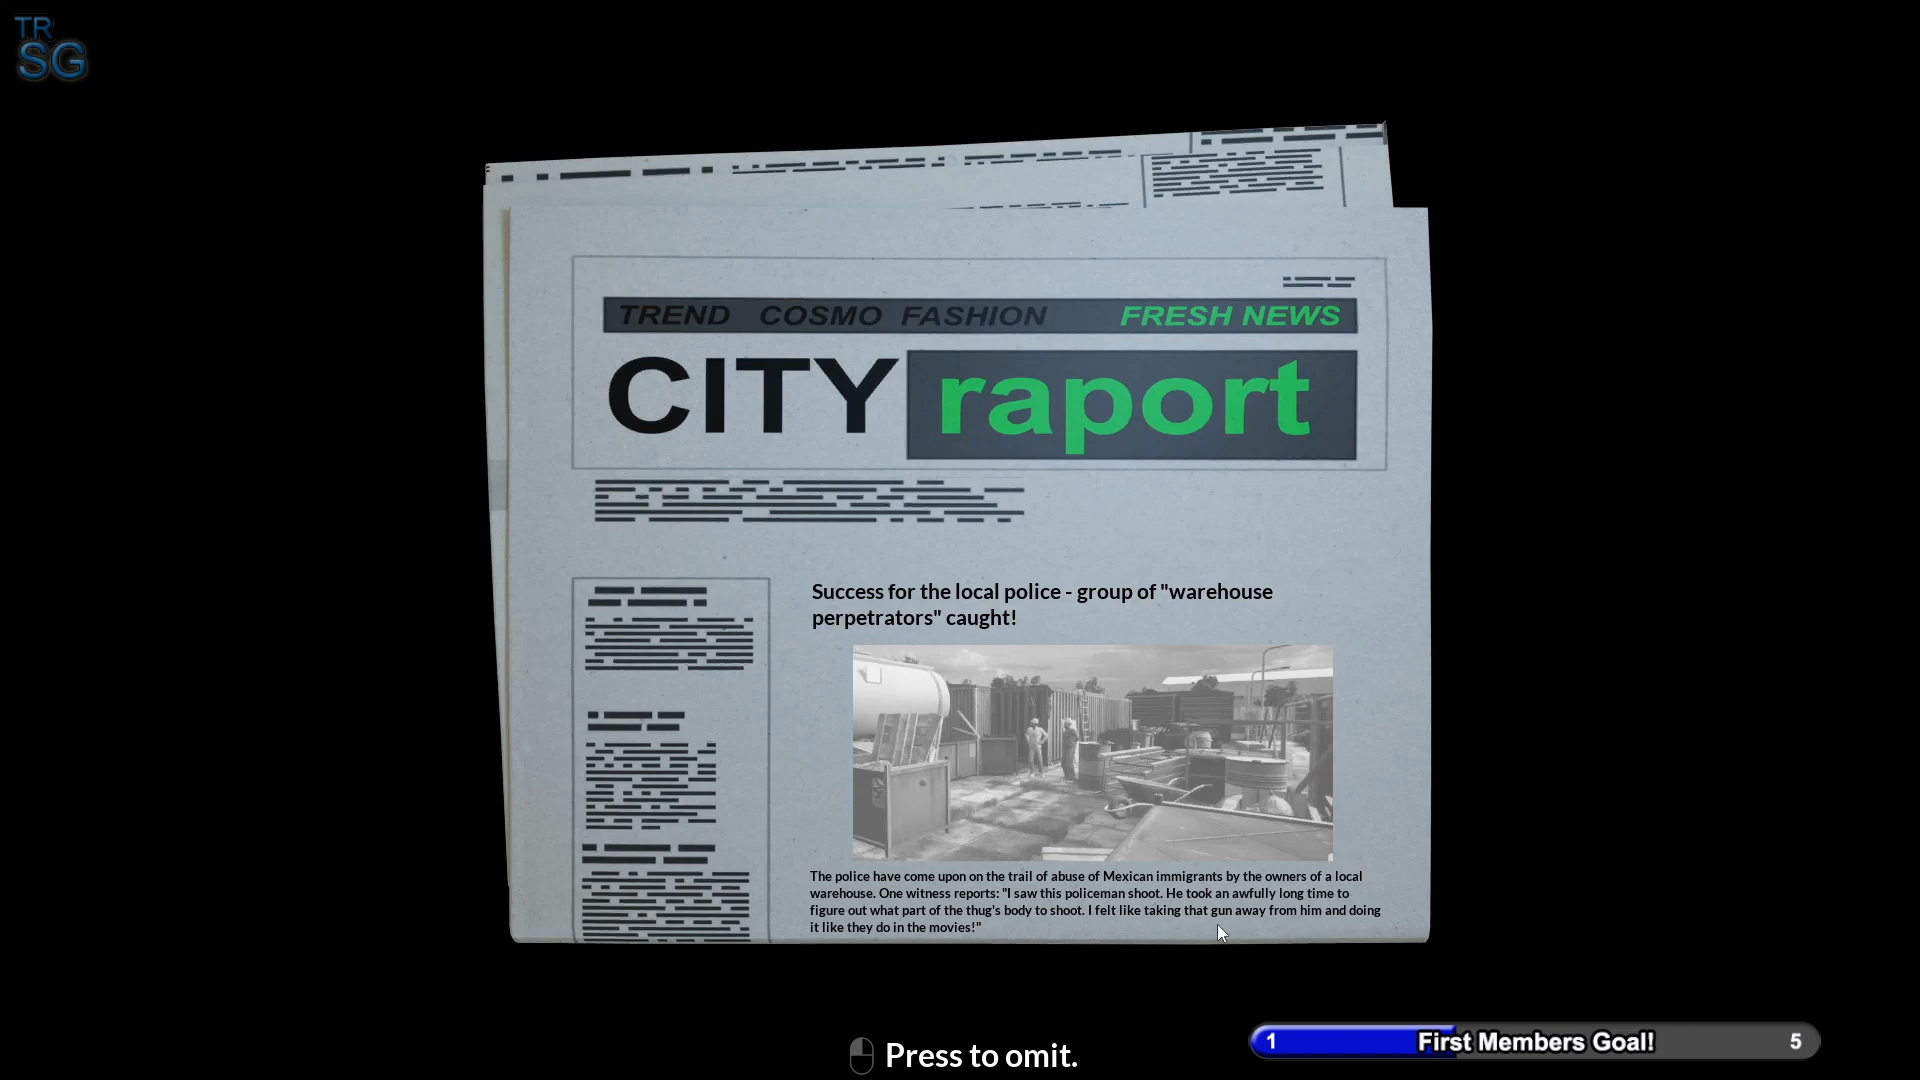 TR
SG
TREND COSMO FASHION FRESH NEWS
CITY raport
Success for the local police - group of "warehouse
perpetrators" caught!
The police have come upon on the trail of abuse of Mexican immigrants by the owners of a local
warehouse. One witness reports: "I saw this policeman shoot. He took an awfully long time to
figure out what part of the thug's body to shoot. I felt like taking that gun away from him and doing
it like they do in the movies!"
Press to omit.
1 First Members Goal! 5